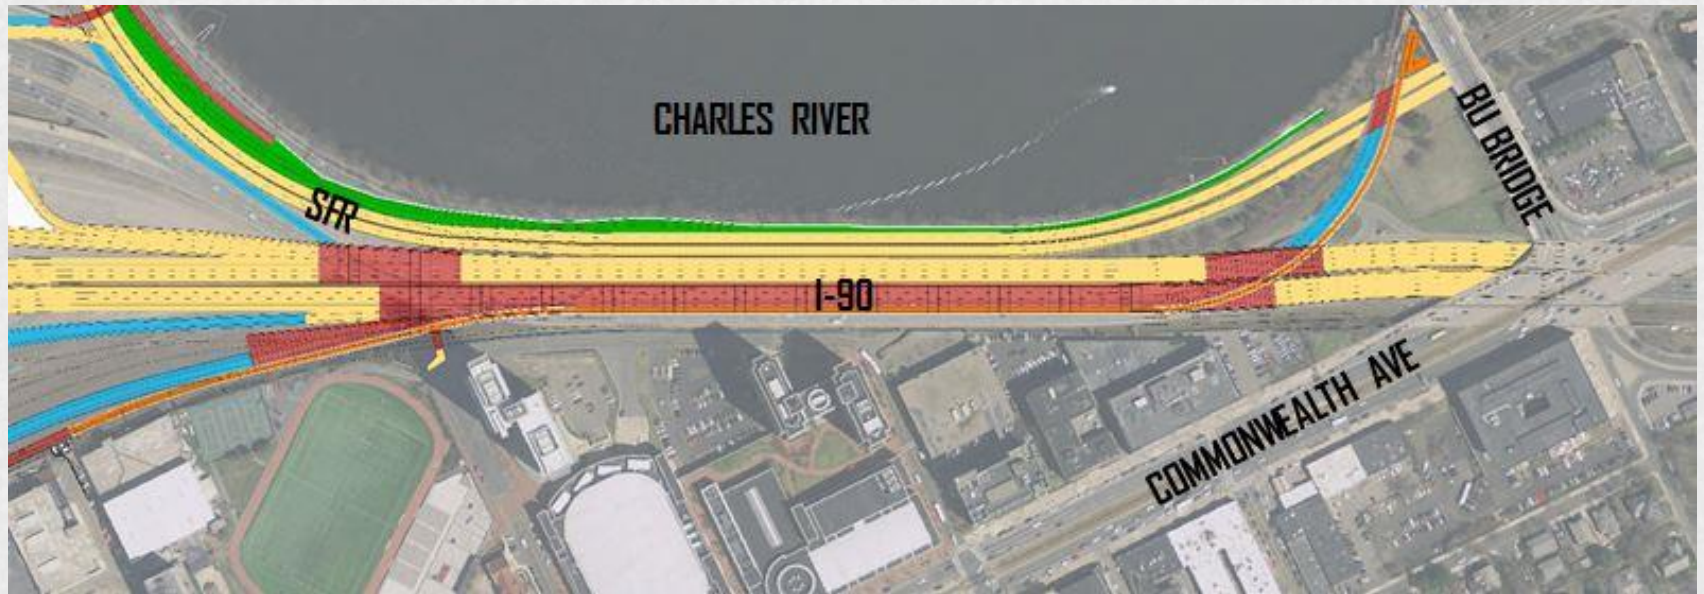 CHARLES RIVER
BU BRIDGE
SFR
I-90
COMMONWEALTH AVE